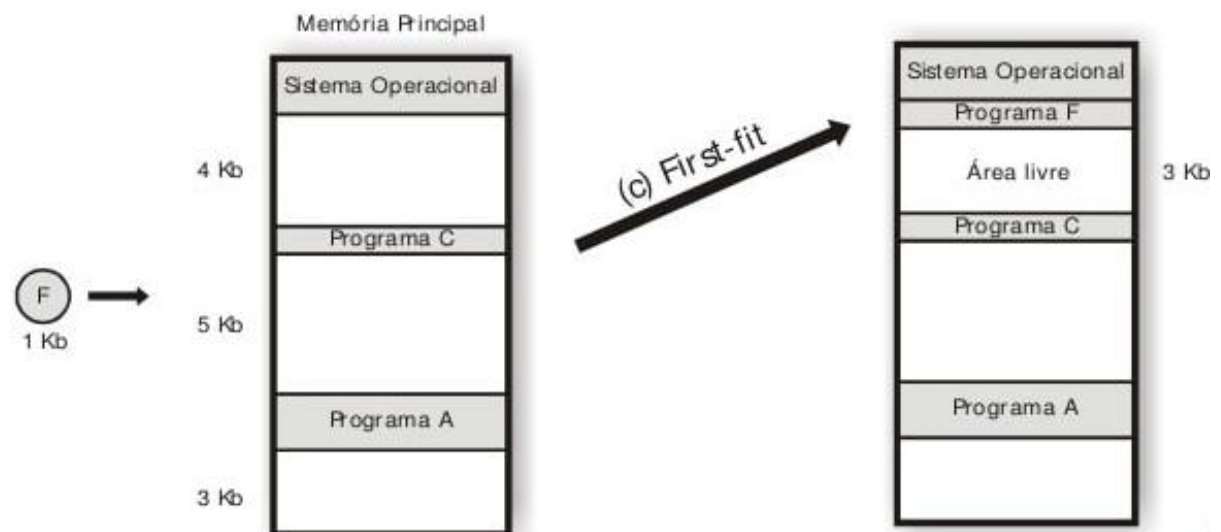 Memória Principal
Sistema Operacional
4 Kb
Programa C
F
1 Kb
5 Kb
Programa A
3 Kb
(c) First-fit
Sistema Operacional
Programa F
Área livre
3 Kb
Programa C
Programa A